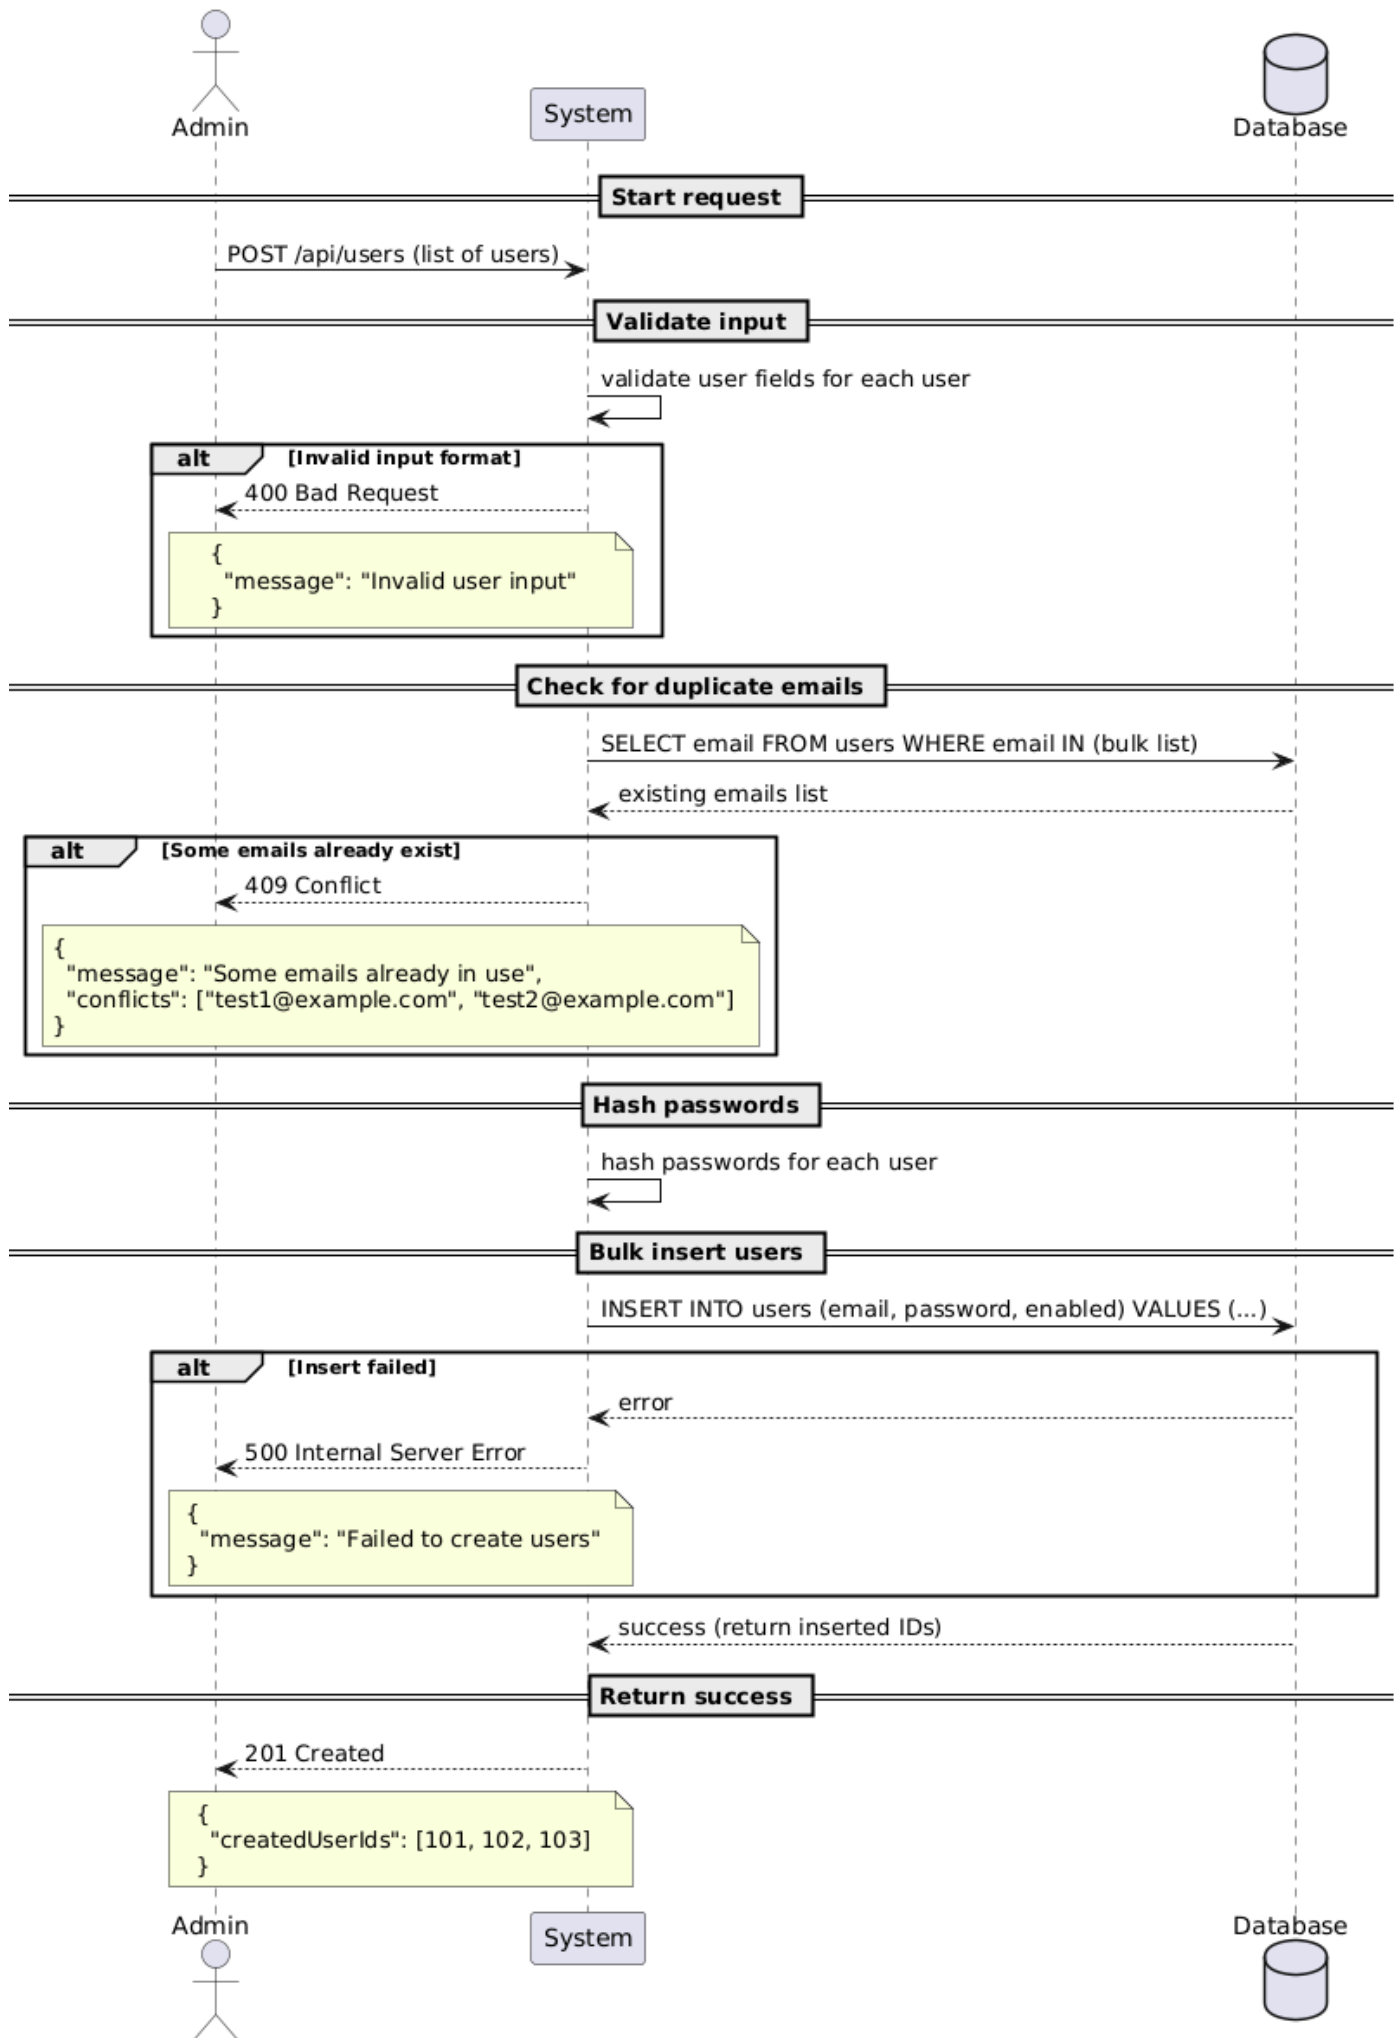 Admin
System
Database
Start request
POST /api/users (list of users)
Validate input
validate user fields for each user
alt [Invalid input format]
400 Bad Request
{
"message": "Invalid user input"
}
Check for duplicate emails
SELECT email FROM users WHERE email IN (bulk list)
existing emails list
alt [Some emails already exist]
409 Conflict
{
"message": "Some emails already in use",
"conflicts": ["test1@example.com", "test2@example.com"]
}
Hash passwords
hash passwords for each user
Bulk insert users
INSERT INTO users (email, password, enabled) VALUES (...)
alt [Insert failed]
error
500 Internal Server Error
{
"message": "Failed to create users"
}
success (return inserted IDs)
Return success
201 Created
{
"createdUserIds": [101, 102, 103]
}
Admin
System
Database